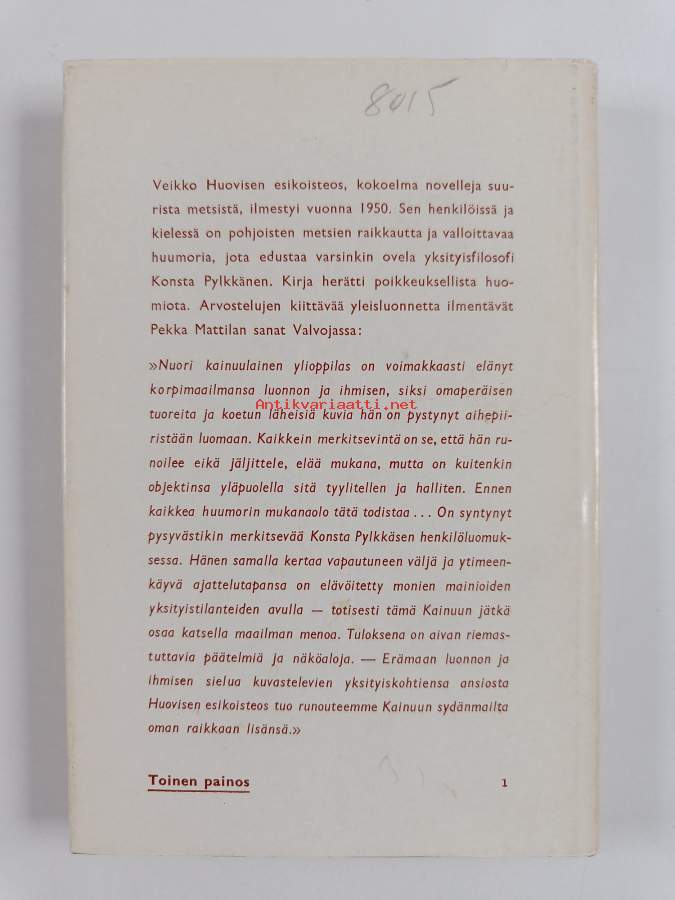 8015
Veikko Huovisen esikoisteos, kokoelma novelleja suu-
rista metsistä, ilmestyi vuonna 1950. Sen henkilöissä ja
kielessä on pohjoisten metsien raikkautta ja valloittavaa
huumoria, jota edustaa varsinkin ovela yksityisfilosofi
Konsta Pylkkänen. Kirja herätti poikkeuksellista huo-
miota. Arvostelujen kiittävää yleisluonnetta ilmentävät
Pekka Mattilan sanat Valvojassa:
»Nuori kainuulainen ylioppilas on voimakkaasti elänyt
korpimaailmansa luonnon ja ihmisen, siksi omaperäisen
Antikvariaatti.net
tuoreita ja koetun läheisiä kuvia hän on pystynyt aihepii-
ristään luomaan. Kaikkein merkitsevintä on se, että hän ru-
noilee eikä jäljittele, elää mukana, mutta on kuitenkin
objektinsa yläpuolella sitä tyylitellen ja halliten. Ennen
kaikkea huumorin mukanaolo tätä todistaa... On syntynyt
pysyvästikin merkitsevää Konsta Pylkkäsen henkilöluomuk-
sessa. Hänen samalla kertaa vapautuneen väljä ja ytimeen-
käyvä ajattelutapansa on elävöitetty monien mainioiden
yksityistilanteiden avulla — totisesti tämä Kainuun jätkä
osaa katsella maailman menoa. Tuloksena on aivan riemas-
tuttavia päätelmiä ja näköaloja. — Erämaan luonnon ja
ihmisen sielua kuvastelevien yksityiskohtiensa ansiosta
Huovisen esikoisteos tuo runouteemme Kainuun sydänmailta
oman raikkaan lisänsä.»
Toinen painos 1